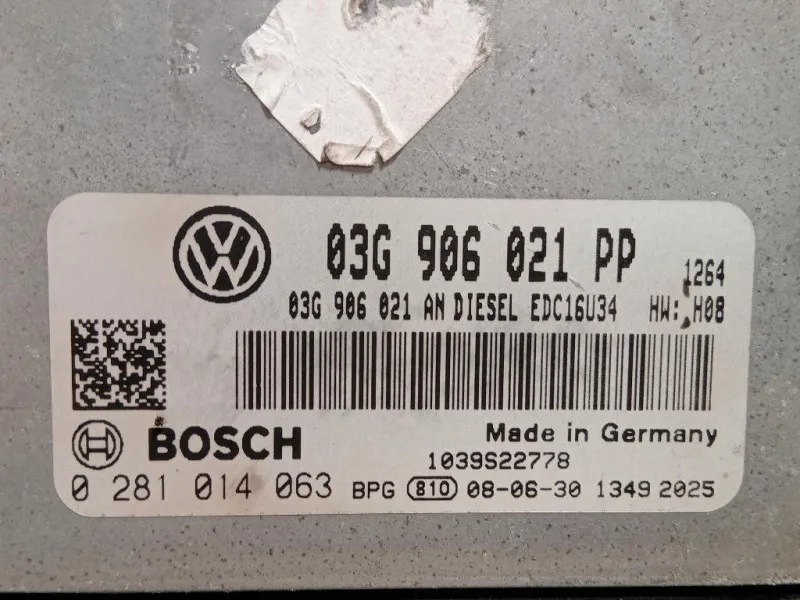 03G 906 021 PP 1264
03G 906 021 AN DIESEL EDC16U34 HW: H08
BOSCH Made in Germany
1039S22778
0 281 014 063 BPG 810 08-06-30 1349 2025